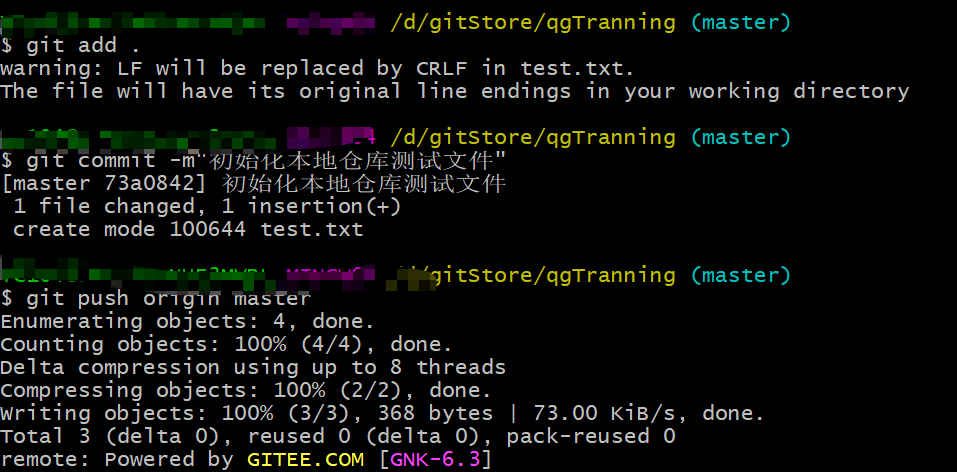 /d/gitStore/qgTranning (master)
$ git add .
warning: LF will be replaced by CRLF in test.txt.
The file will have its original line endings in your working directory
/d/gitStore/qgTranning (master)
$ git commit -m"初始化本地仓库测试文件"
[master 73a0842] 初始化本地仓库测试文件
1 file changed, 1 insertion(+)
create mode 100644 test.txt
/d/gitStore/qgTranning (master)
$ git push origin master
Enumerating objects: 4, done.
Counting objects: 100% (4/4), done.
Delta compression using up to 8 threads
Compressing objects: 100% (2/2), done.
Writing objects: 100% (3/3), 368 bytes | 73.00 KiB/s, done.
Total 3 (delta 0), reused 0 (delta 0), pack-reused 0
remote: Powered by GITEE.COM [GNK-6.3]